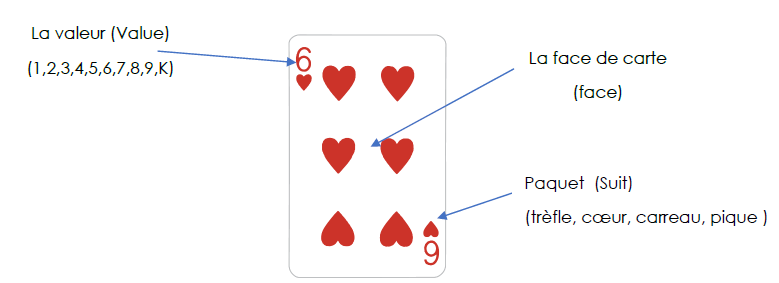 La valeur (Value)
(1,2,3,4,5,6,7,8,9,K)
6
La face de carte
(face)
Paquet (Suit)
(trèfle, cœur, carreau, pique )
6